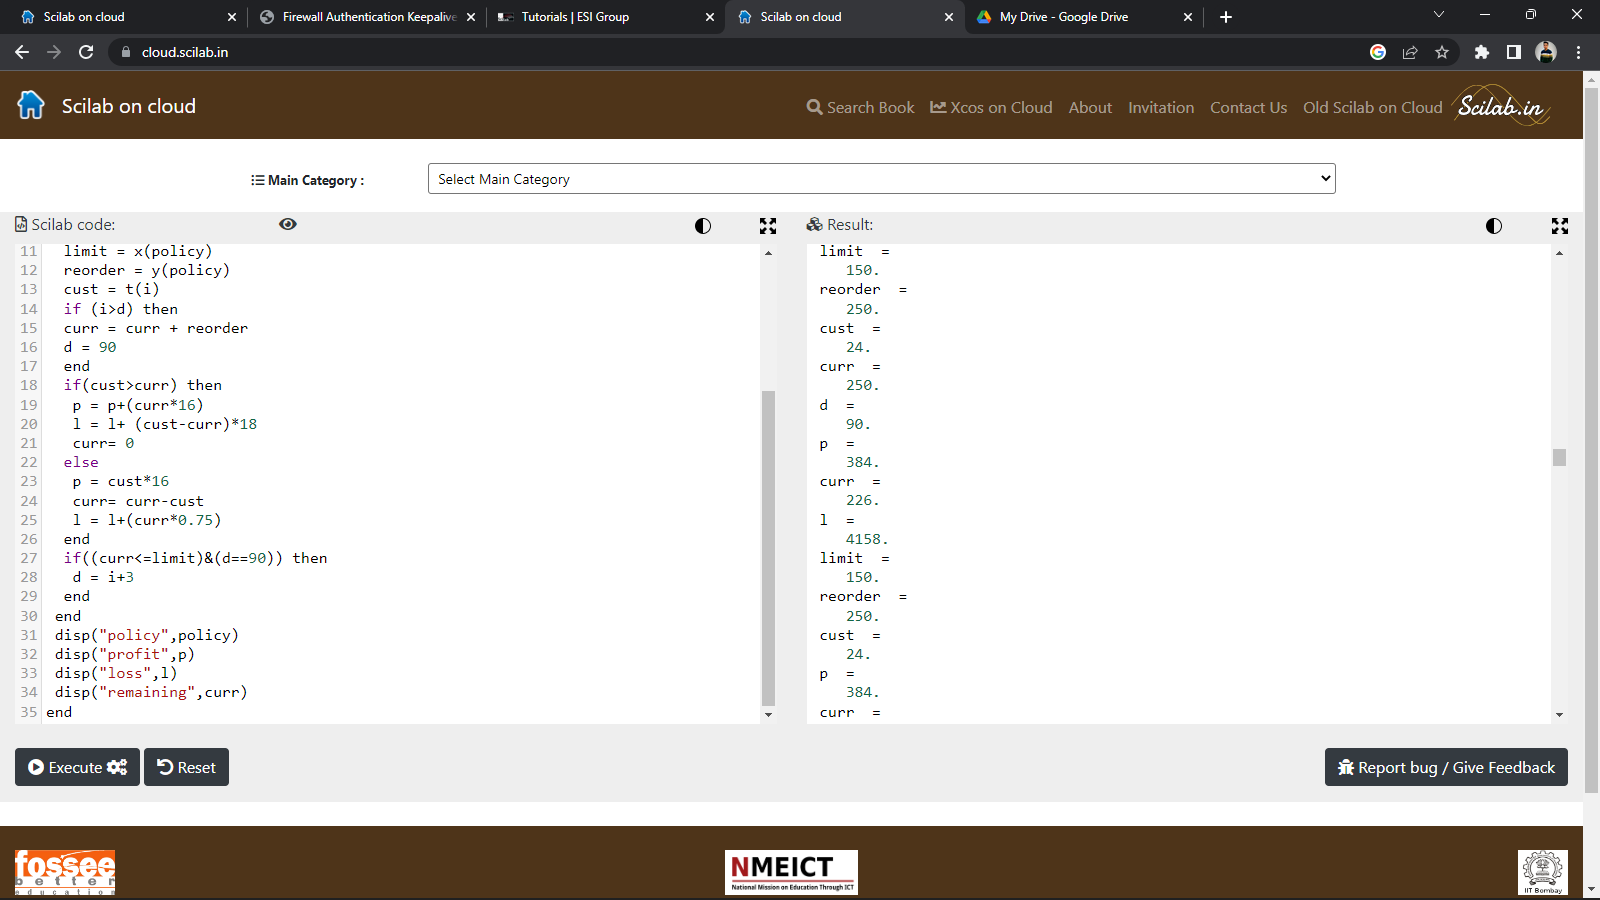 Scilab on cloud
Firewall Authentication Keepalive
Tutorials | ESI Group
Scilab on cloud
My Drive - Google Drive
cloud.scilab.in
Scilab on cloud
Search Book
Xcos on Cloud
About
Invitation
Contact Us
Old Scilab on Cloud
Scilab.in
Main Category :
Select Main Category
Scilab code:
11 limit = x(policy)
12 reorder = y(policy)
13 cust = t(i)
14 if (i>d) then
15 curr = curr + reorder
16 d = 90
17 end
18 if(cust>curr) then
19 p = p+(curr*16)
20 l = l+ (cust-curr)*18
21 curr= 0
22 else
23 p = cust*16
24 curr= curr-cust
25 l = l+(curr*0.75)
26 end
27 if((curr<=limit)&(d==90)) then
28 d = i+3
29 end
30 end
31 disp("policy",policy)
32 disp("profit",p)
33 disp("loss",l)
34 disp("remaining",curr)
35 end
Result:
limit =
150.
reorder =
250.
cust =
24.
curr =
250.
d =
90.
p =
384.
curr =
226.
l =
4158.
limit =
150.
reorder =
250.
cust =
24.
p =
384.
curr =
Execute
Reset
Report bug / Give Feedback
fossee
better
education
NMEICT
National Mission on Education Through ICT
IIT Bombay